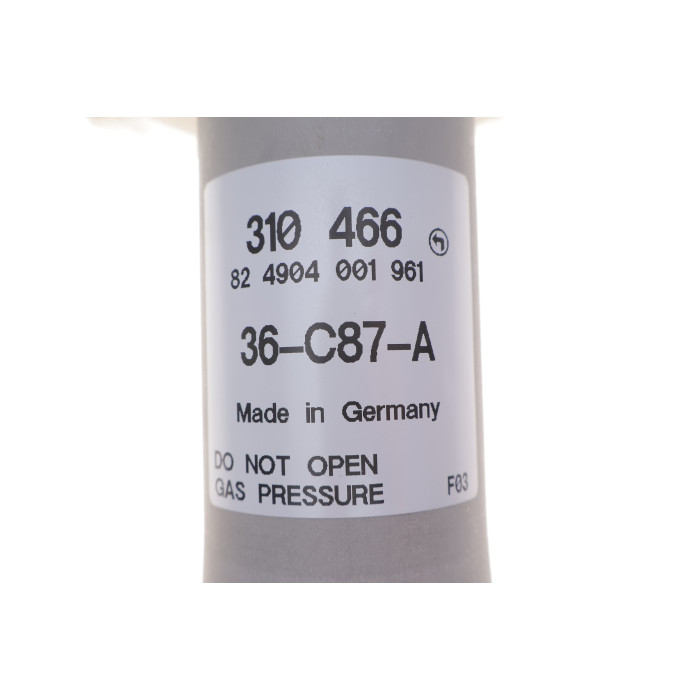 310 466
82 4904 001 961
36-C87-A
Made in Germany
DO NOT OPEN
GAS PRESSURE F03